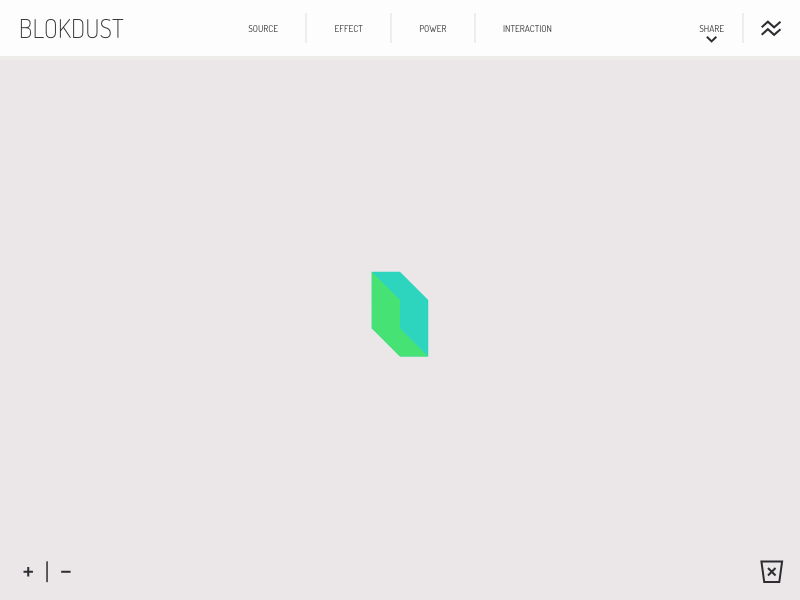 BLOKDUST
SOURCE
EFFECT
POWER
INTERACTION
SHARE